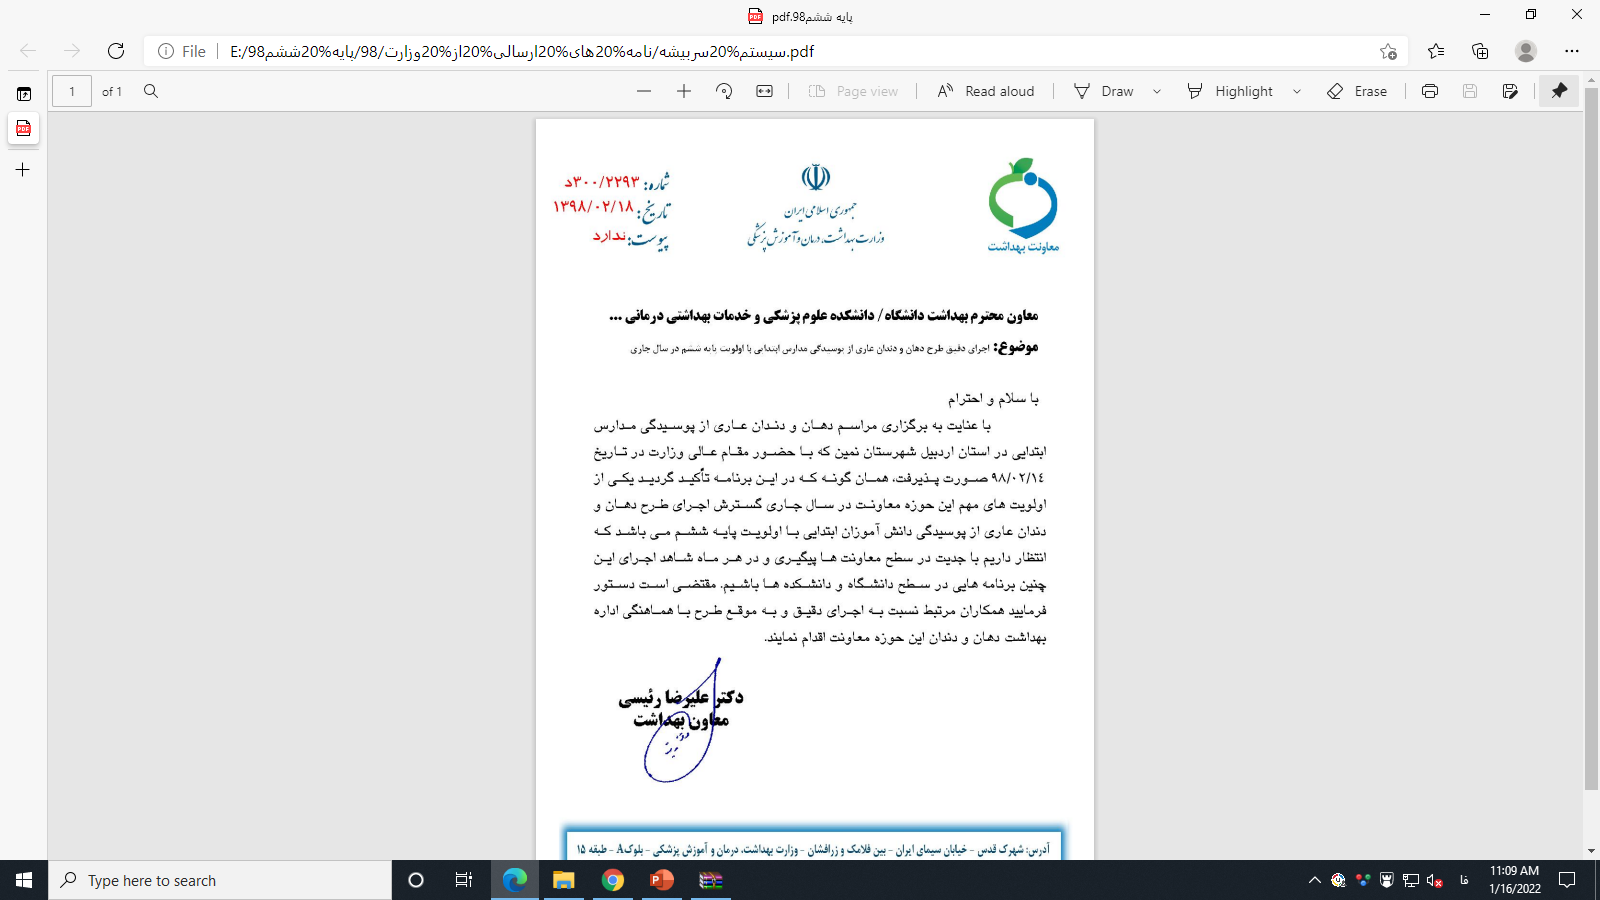 پایه ششم98.pdf
File
E:/98سیستم%20سربیشه/نامه%20های%20ارسالی%20از%20وزارت/98/پایه%20ششم.pdf
1 of 1
Page view
Read aloud
Draw
Highlight
Erase
معاونت بهداشت
جمهوری اسلامی ایران
وزارت بهداشت، درمان و آموزش پزشکی
شماره: ۳۰۰/۲۲۹۳د
تاریخ: ۱۳۹۸/۰۲/۱۸
پیوست: ندارد
معاون محترم بهداشت دانشگاه/ دانشکده علوم پزشکی و خدمات بهداشتی درمانی ...
موضوع: اجرای دقیق طرح دهان و دندان عاری از پوسیدگی مدارس ابتدایی با اولویت پایه ششم در سال جاری
با سلام و احترام
با عنایت به برگزاری مراسم دهان و دندان عاری از پوسیدگی مدارس
ابتدایی در استان اردبیل شهرستان نمین که با حضور مقام عالی وزارت در تاریخ
۹۸/۰۲/۱۴ صورت پذیرفت، همان گونه که در این برنامه تأکید گردید یکی از
اولویت های مهم این حوزه معاونت در سال جاری گسترش اجرای طرح دهان و
دندان عاری از پوسیدگی دانش آموزان ابتدایی با اولویت پایه ششم می باشد که
انتظار داریم با جدیت در سطح معاونت ها پیگیری و در هر ماه شاهد اجرای این
چنین برنامه هایی در سطح دانشگاه و دانشکده ها باشیم. مقتضی است دستور
فرمایید همکاران مرتبط نسبت به اجرای دقیق و به موقع طرح با هماهنگی اداره
بهداشت دهان و دندان این حوزه معاونت اقدام نمایند.
دکتر علیرضا رئیسی
معاون بهداشت
آدرس: شهرک قدس - خیابان سیمای ایران - بین فلامک و زرافشان - وزارت بهداشت، درمان و آموزش پزشکی - بلوکA - طبقه ۱۵
Type here to search
فا
11:09 AM
1/16/2022